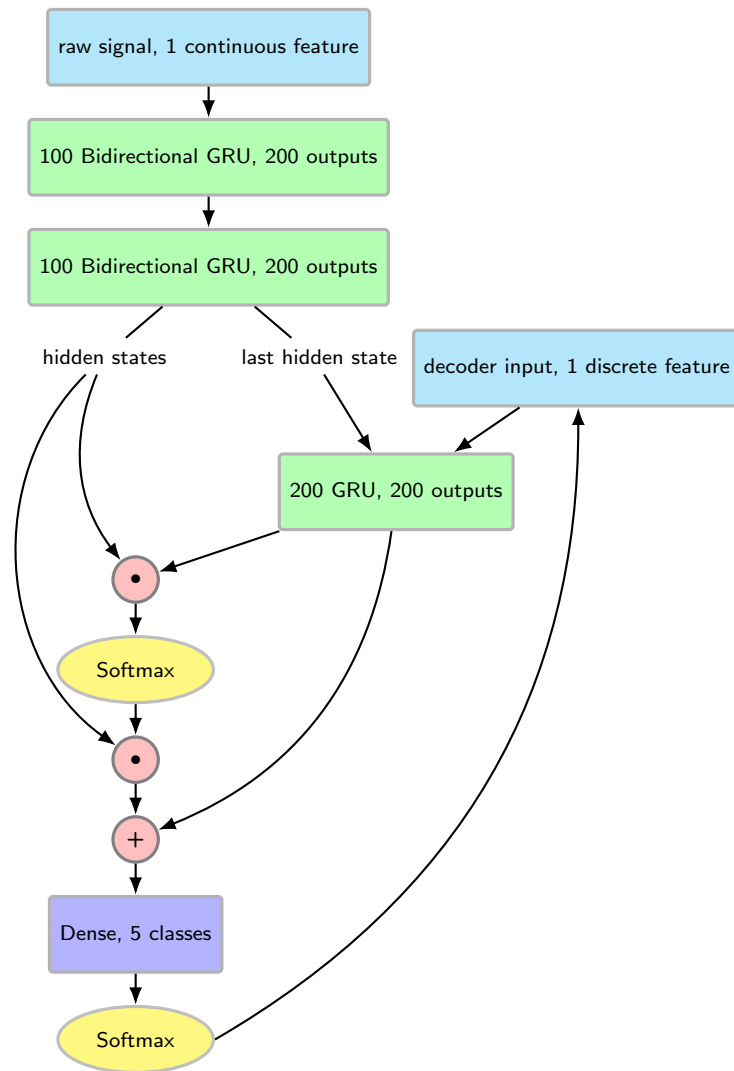 raw signal, 1 continuous feature
100 Bidirectional GRU, 200 outputs
100 Bidirectional GRU, 200 outputs
hidden states
last hidden state
decoder input, 1 discrete feature
200 GRU, 200 outputs
•
Softmax
•
+
Dense, 5 classes
Softmax